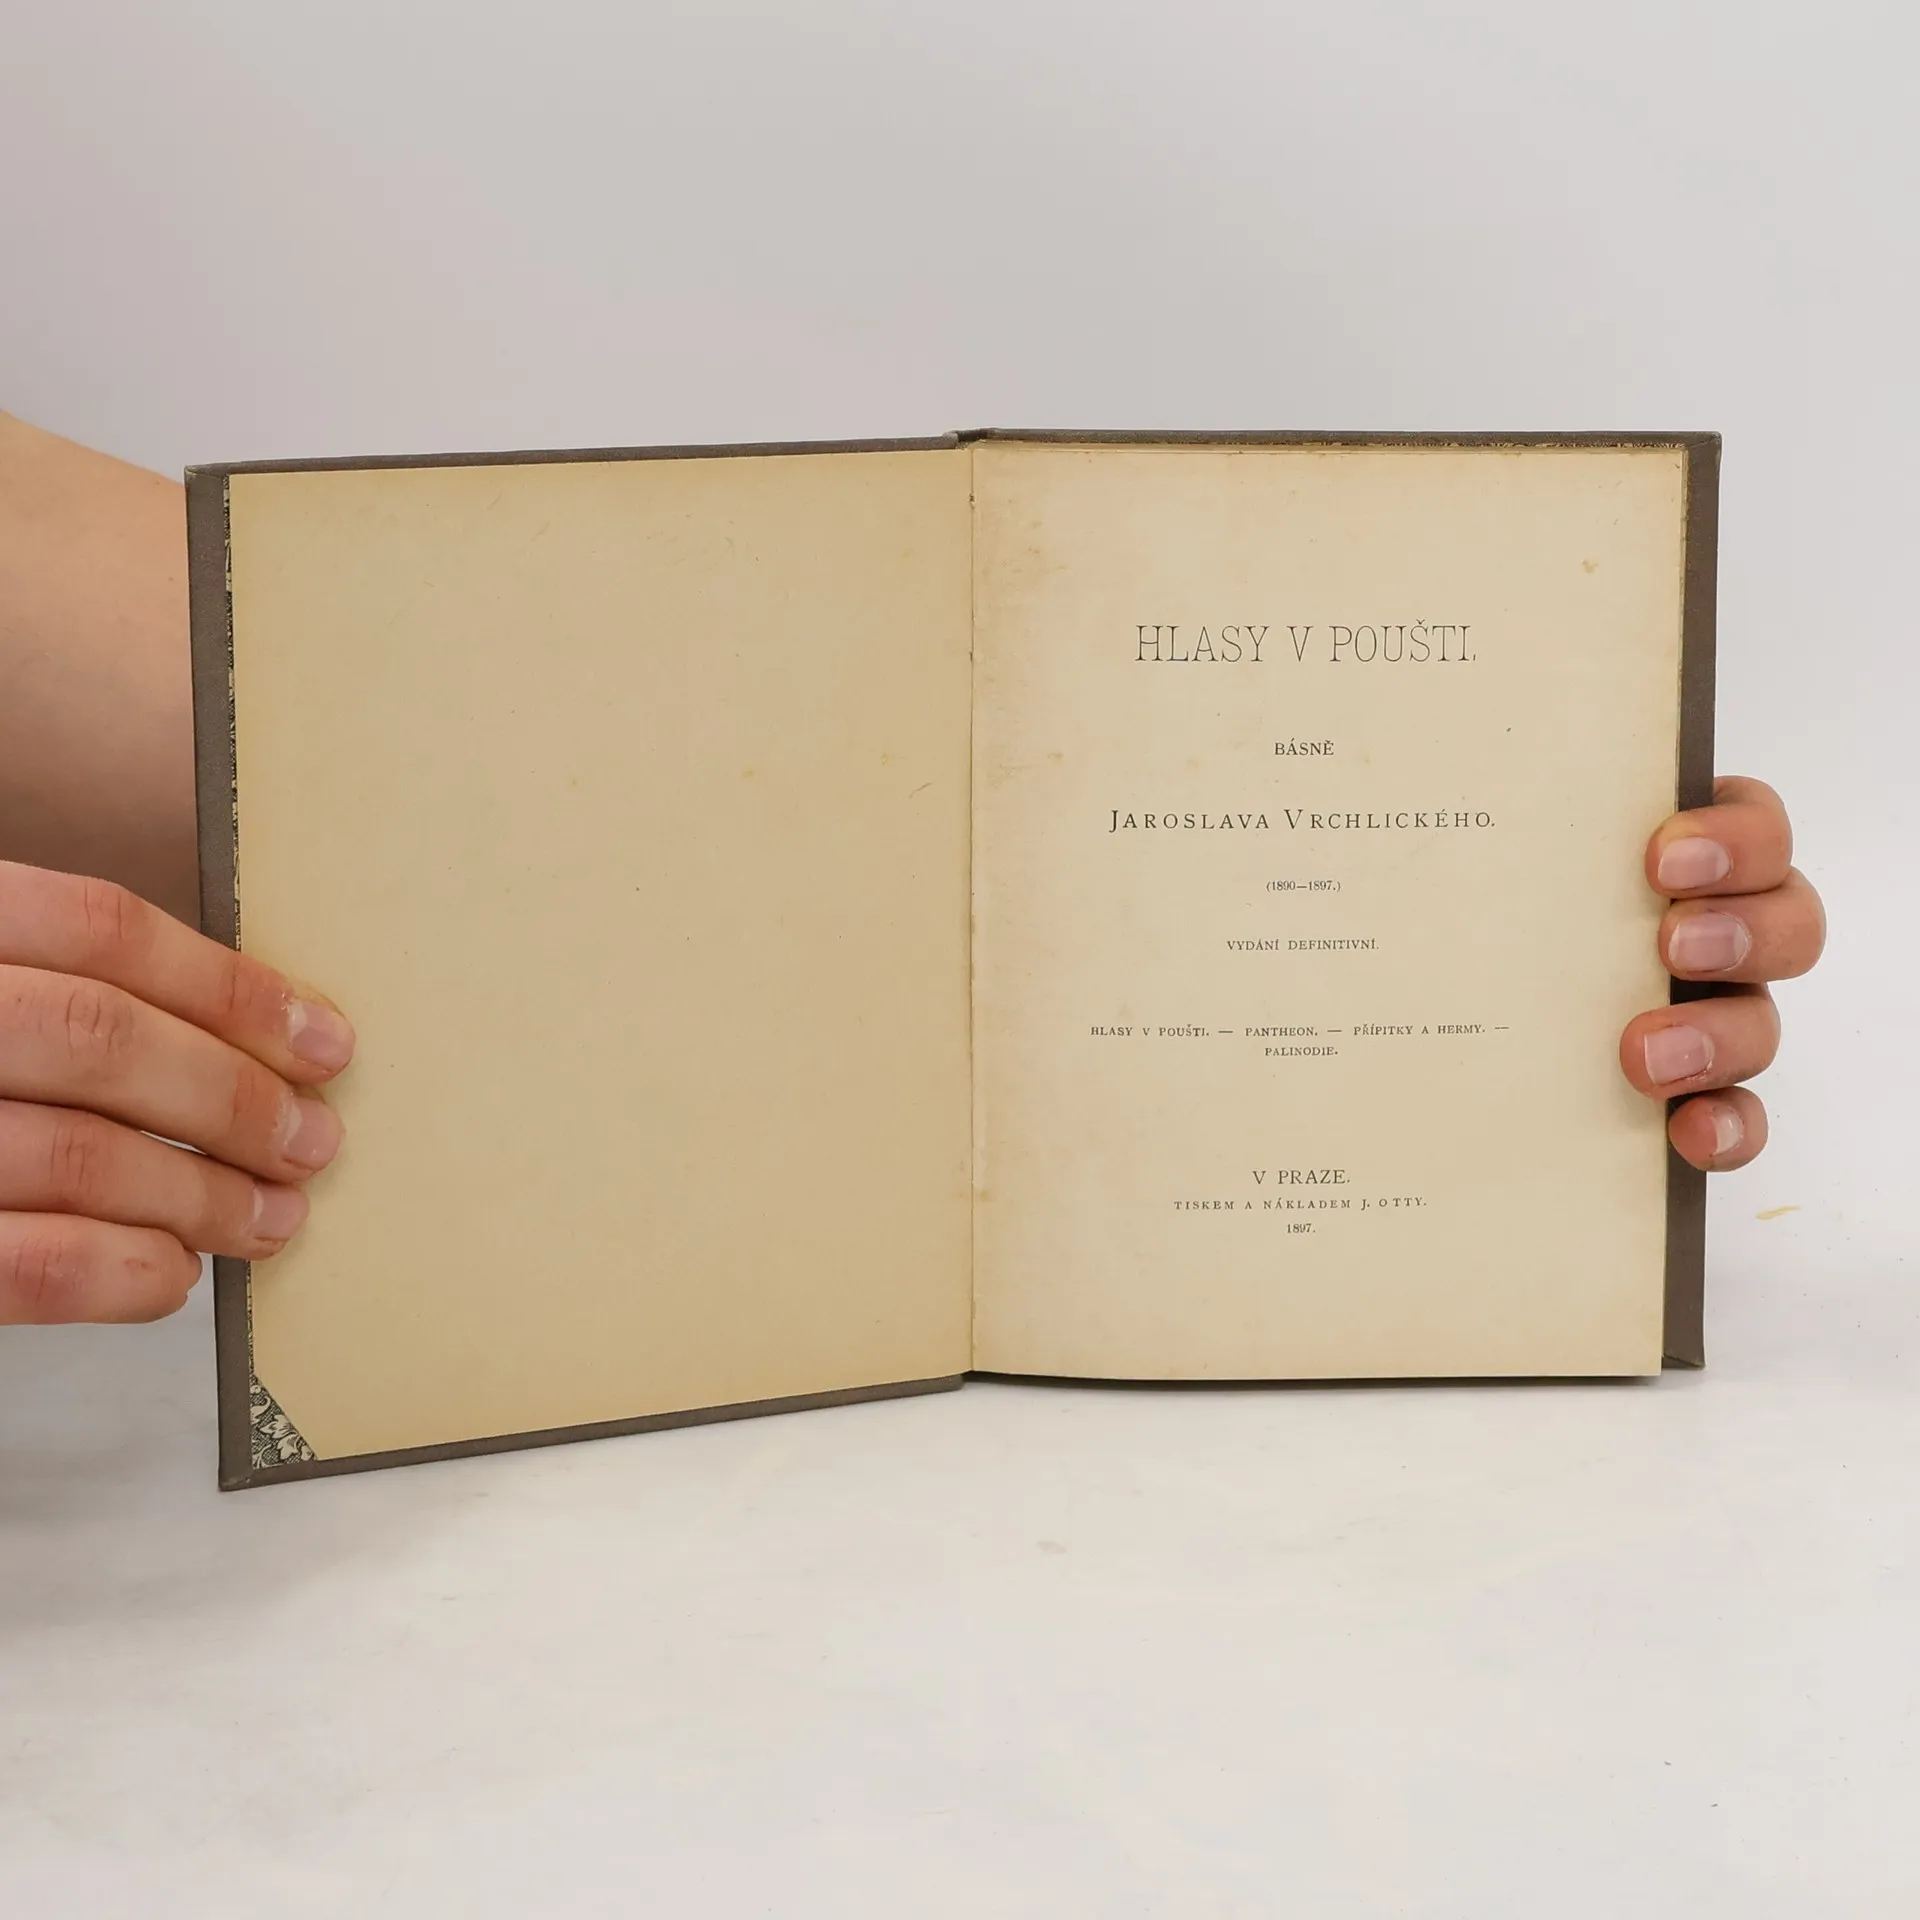 HLASY V POUŠTI.
BÁSNĚ
JAROSLAVA VRCHLICKÉHO.
(1890—1897.)
VYDÁNÍ DEFINITIVNÍ.
HLASY V POUŠTI. — PANTHEON. — PŘÍPITKY A HERMY. —
PALINODIE.
V PRAZE.
TISKEM A NÁKLADEM J. OTTY.
1897.